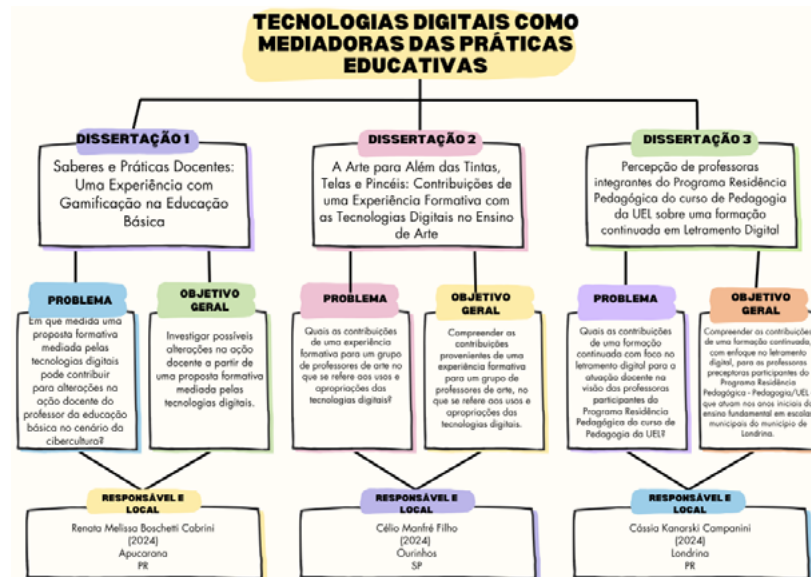 TECNOLOGIAS DIGITAIS COMO
MEDIADORAS DAS PRÁTICAS
EDUCATIVAS
DISSERTAÇÃO 1
Saberes e Práticas Docentes:
Uma Experiência com
Gamificação na Educação
Básica
DISSERTAÇÃO 2
A Arte para Além das Tintas,
Telas e Pincéis: Contribuições de
uma Experiência Formativa com
as Tecnologias Digitais no Ensino
de Arte
DISSERTAÇÃO 3
Percepção de professoras
integrantes do Programa Residência
Pedagógica do curso de Pedagogia
da UEL sobre uma formação
continuada em Letramento Digital
PROBLEMA
Em que medida uma
proposta formativa
mediada pelas
tecnologias digitais
pode contribuir
para alterações na
ação docente do
professor da educação
básica no cenário da
cibercultura?
OBJETIVO
GERAL
Investigar possíveis
alterações na ação
docente a partir de
uma proposta formativa
mediada pelas
tecnologias digitais.
PROBLEMA
Quais as contribuições
de uma experiência
formativa para um grupo
de professores de arte no
que se refere aos usos e
apropriações das
tecnologias digitais?
OBJETIVO
GERAL
Compreender as
contribuições
provenientes de uma
experiência formativa
para um grupo de
professores de arte, no
que se refere aos usos e
apropriações das
tecnologias digitais.
PROBLEMA
Quais as contribuições
de uma formação
continuada com foco no
letramento digital para a
atuação docente na
visão das professoras
participantes do
Programa Residência
Pedagógica do curso de
Pedagogia da UEL?
OBJETIVO
GERAL
Compreender as contribuições
de uma formação continuada,
com enfoque no letramento
digital, para as professoras
preceptoras participantes do
Programa Residência
Pedagógica - Pedagogia/UEL
que atuam nos anos iniciais do
ensino fundamental em escolas
municipais do município de
Londrina.
RESPONSÁVEL E
LOCAL
Renata Melissa Boschetti Cabrini
(2024)
Apucarana
PR
RESPONSÁVEL E
LOCAL
Célio Manfré Filho
(2024)
Ourinhos
SP
RESPONSÁVEL E
LOCAL
Cássia Kanarski Campanini
(2024)
Londrina
PR